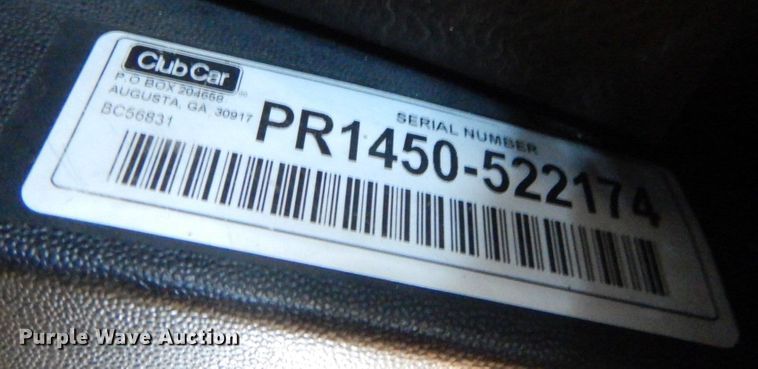 Club Car
P.O BOX 204658
AUGUSTA, GA 30917
BC56831
SERIAL NUMBER
PR1450-522174
Purple Wave Auction